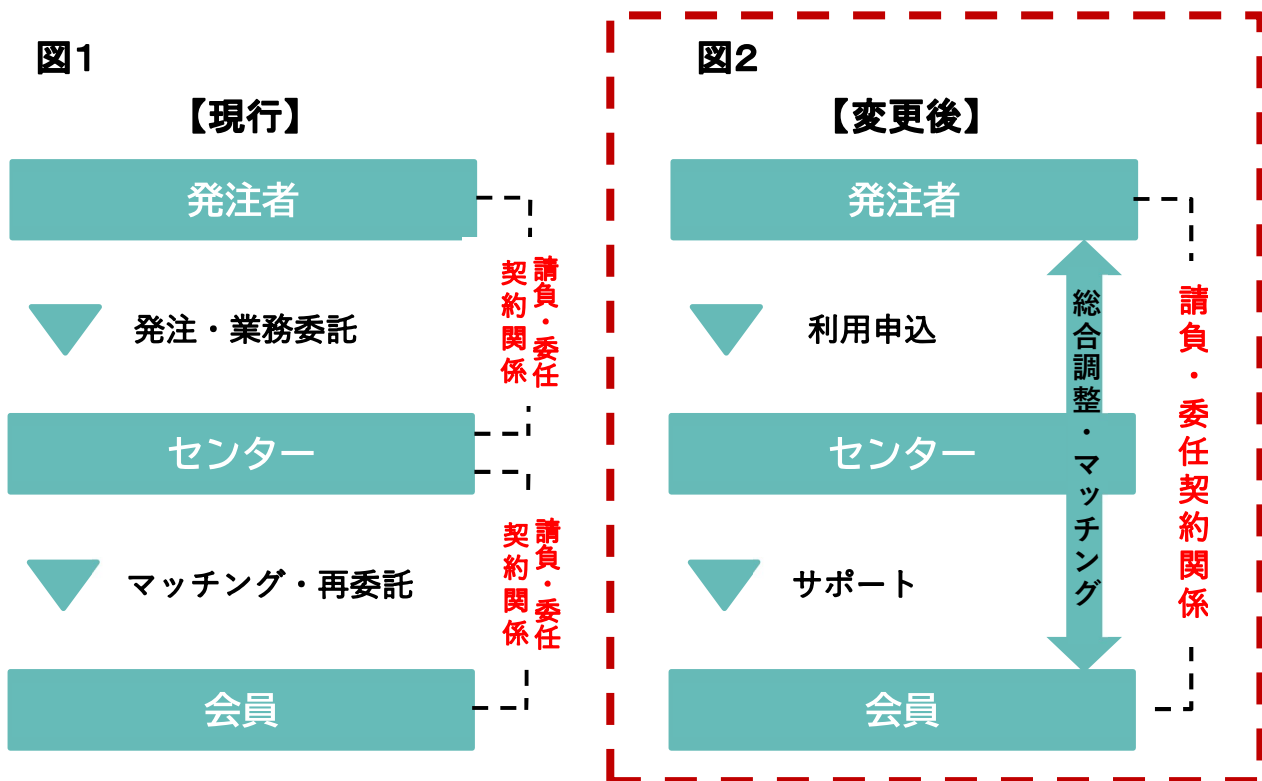 図1
【現行】
発注者
請負・委任
契約関係
発注・業務委託
センター
請負・委任
契約関係
マッチング・再委託
会員
図2
【変更後】
発注者
利用申込
総合調整・マッチング
請負・委任契約関係
センター
サポート
会員